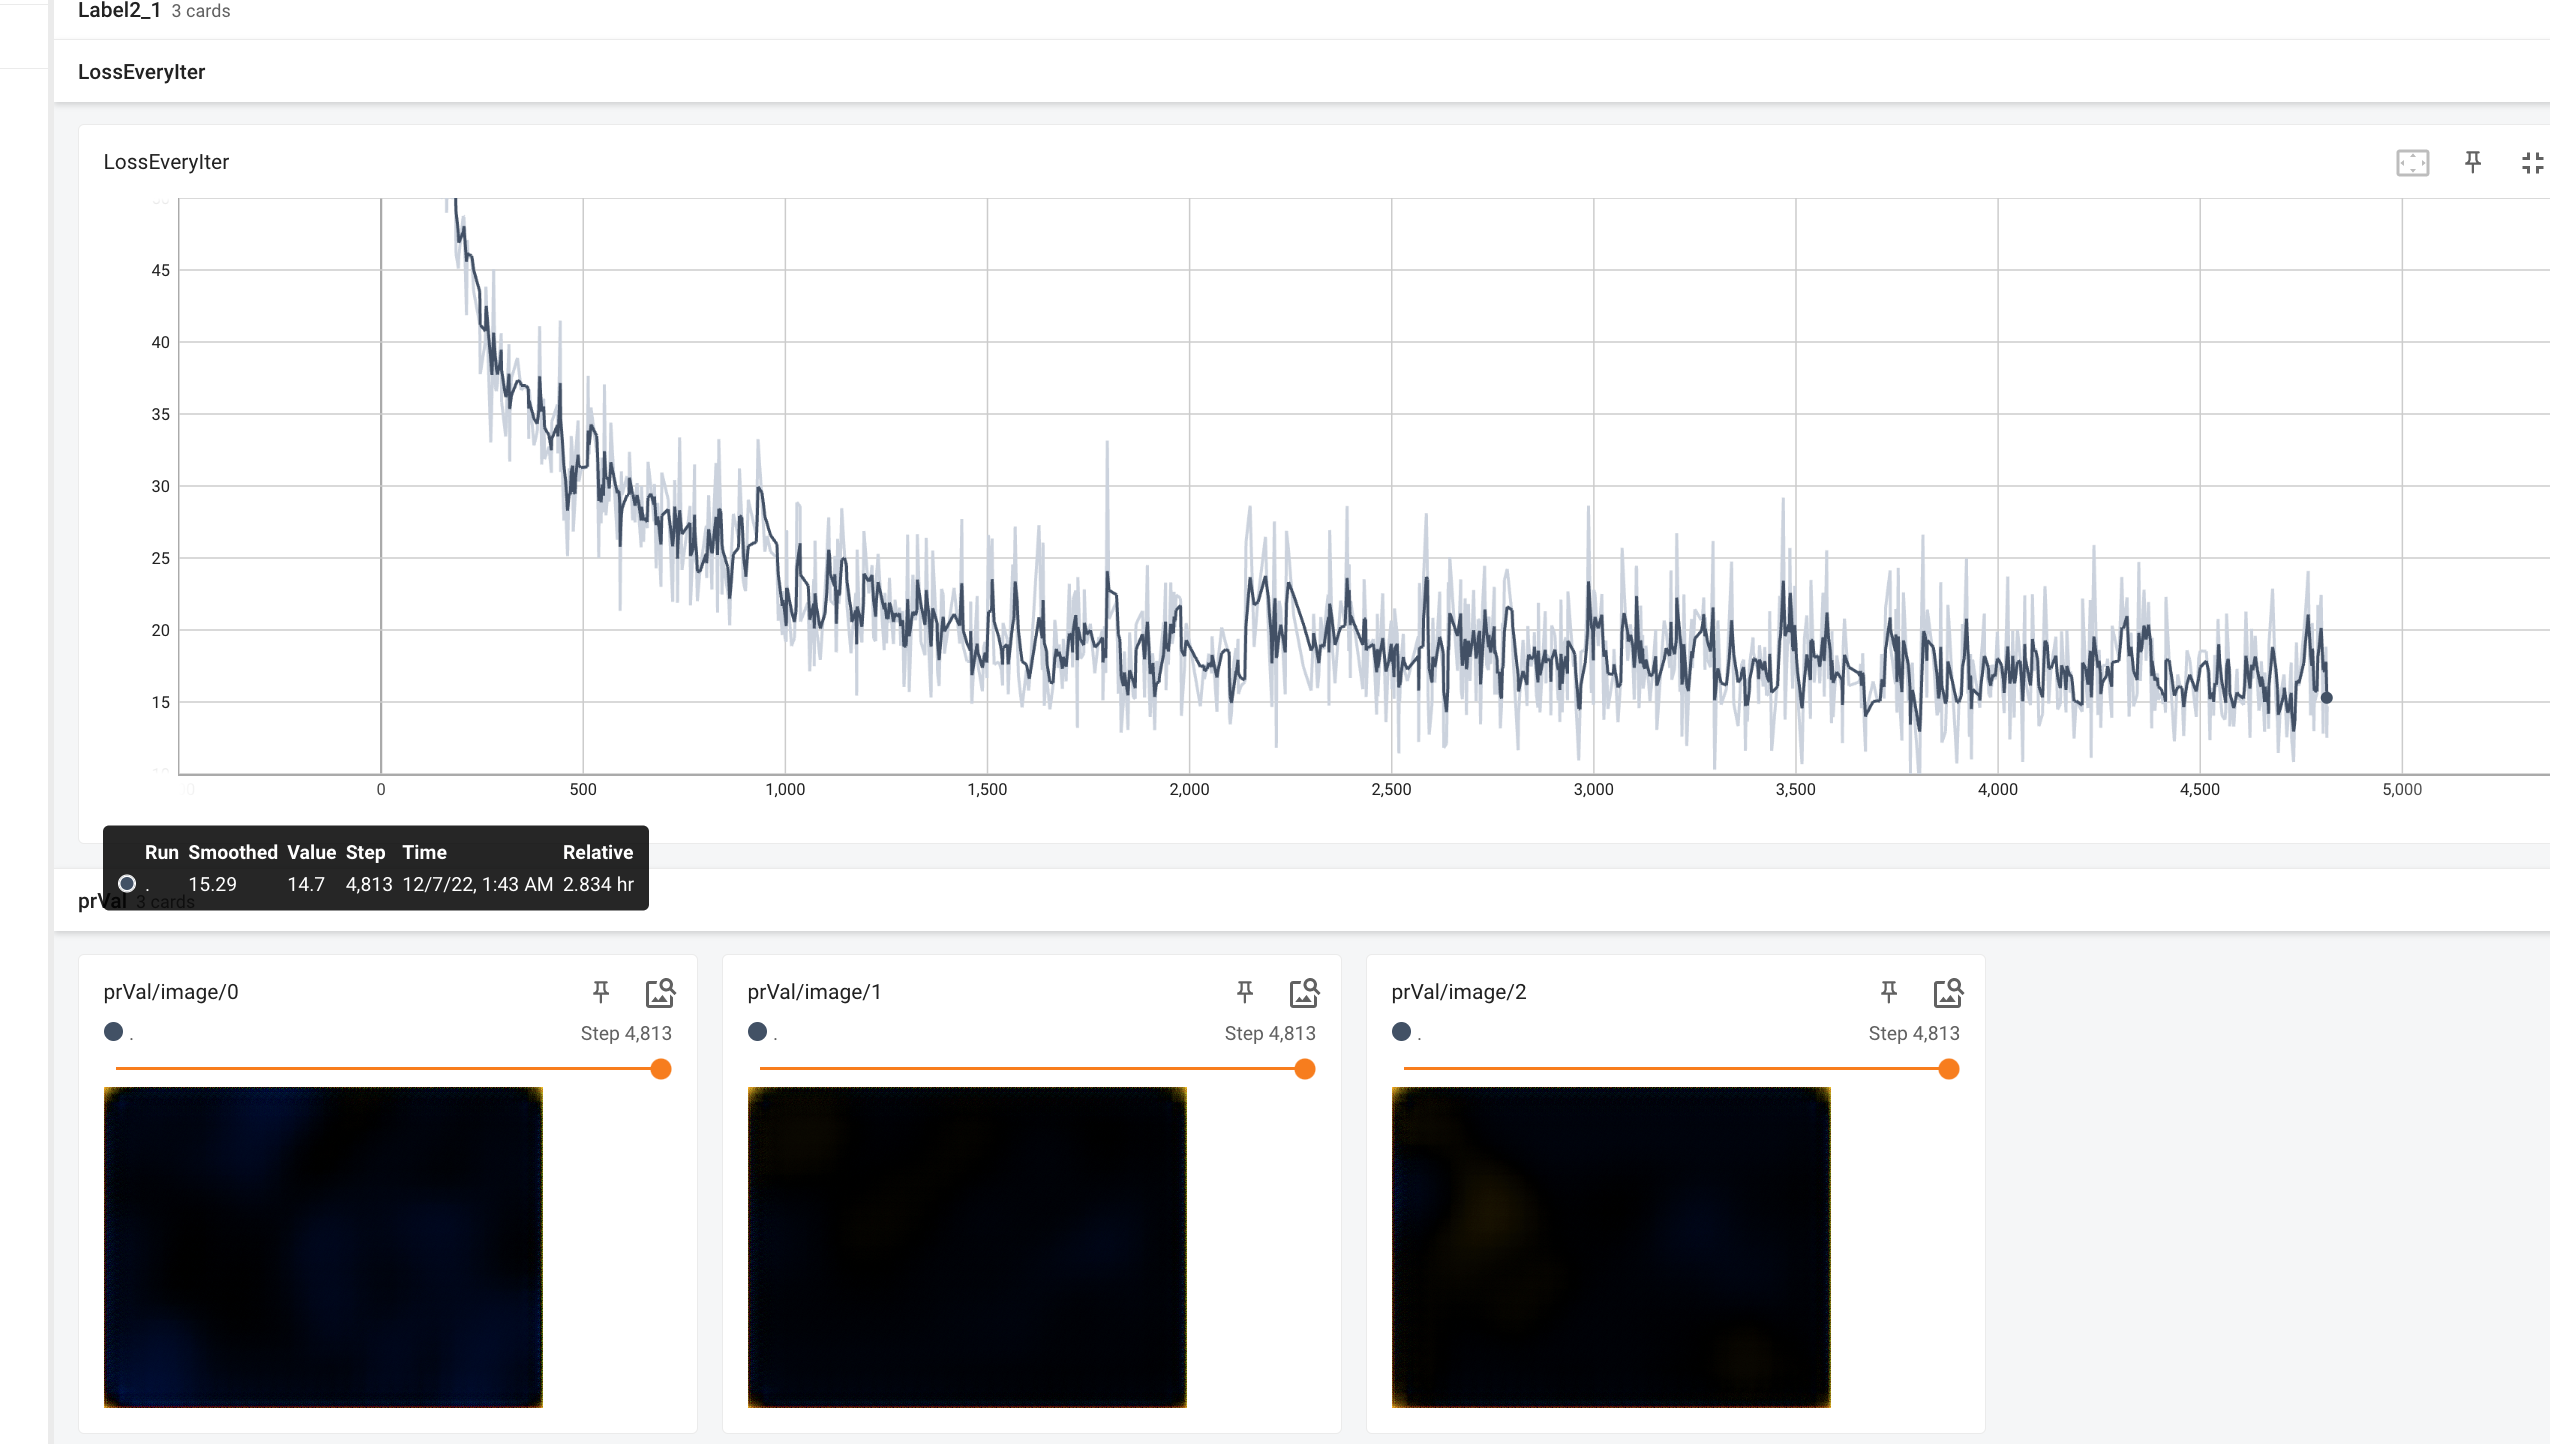 Label2_1 3 cards
LossEveryIter
LossEveryIter
45
40
35
30
25
20
15
0 500 1,000 1,500 2,000 2,500 3,000 3,500 4,000 4,500 5,000
Run Smoothed Value Step Time Relative
. 15.29 14.7 4,813 12/7/22, 1:43 AM 2.834 hr
prVal 3 cards
prVal/image/0
. Step 4,813
prVal/image/1
. Step 4,813
prVal/image/2
. Step 4,813